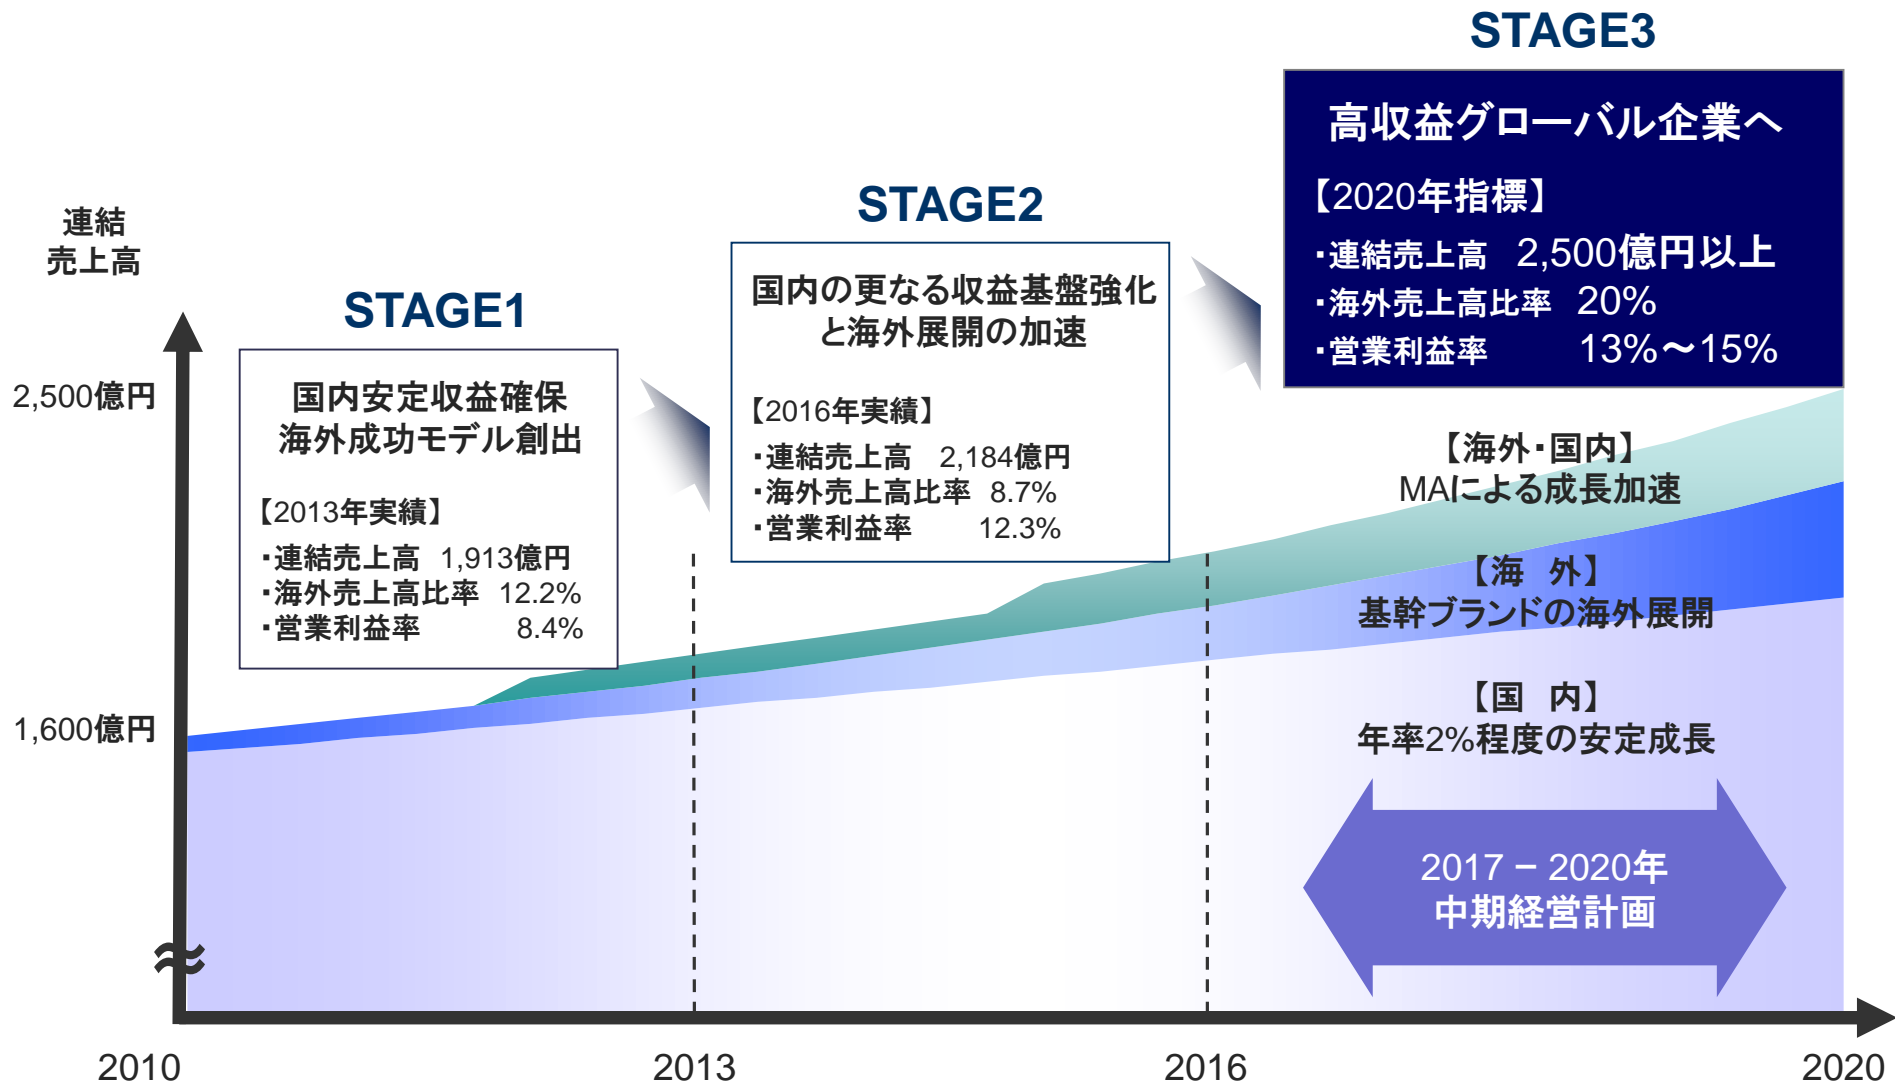 STAGE3
高収益グローバル企業へ
【2020年指標】
・連結売上高 2,500億円以上
・海外売上高比率 20%
・営業利益率 13%～15%
STAGE2
国内の更なる収益基盤強化
と海外展開の加速
【2016年実績】
・連結売上高 2,184億円
・海外売上高比率 8.7%
・営業利益率 12.3%
STAGE1
国内安定収益確保
海外成功モデル創出
【2013年実績】
・連結売上高 1,913億円
・海外売上高比率 12.2%
・営業利益率 8.4%
連結
売上高
2,500億円
1,600億円
【海外・国内】
MAによる成長加速
【海 外】
基幹ブランドの海外展開
【国 内】
年率2%程度の安定成長
2017 − 2020年
中期経営計画
2010
2013
2016
2020